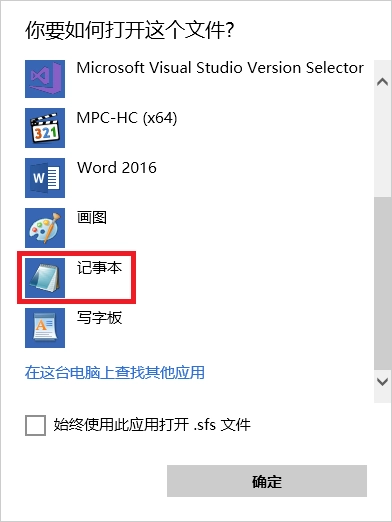 你要如何打开这个文件?
Microsoft Visual Studio Version Selector
MPC-HC (x64)
321
Word 2016
W
画图
记事本
写字板
A
在这台电脑上查找其他应用
始终使用此应用打开 .sfs 文件
确定